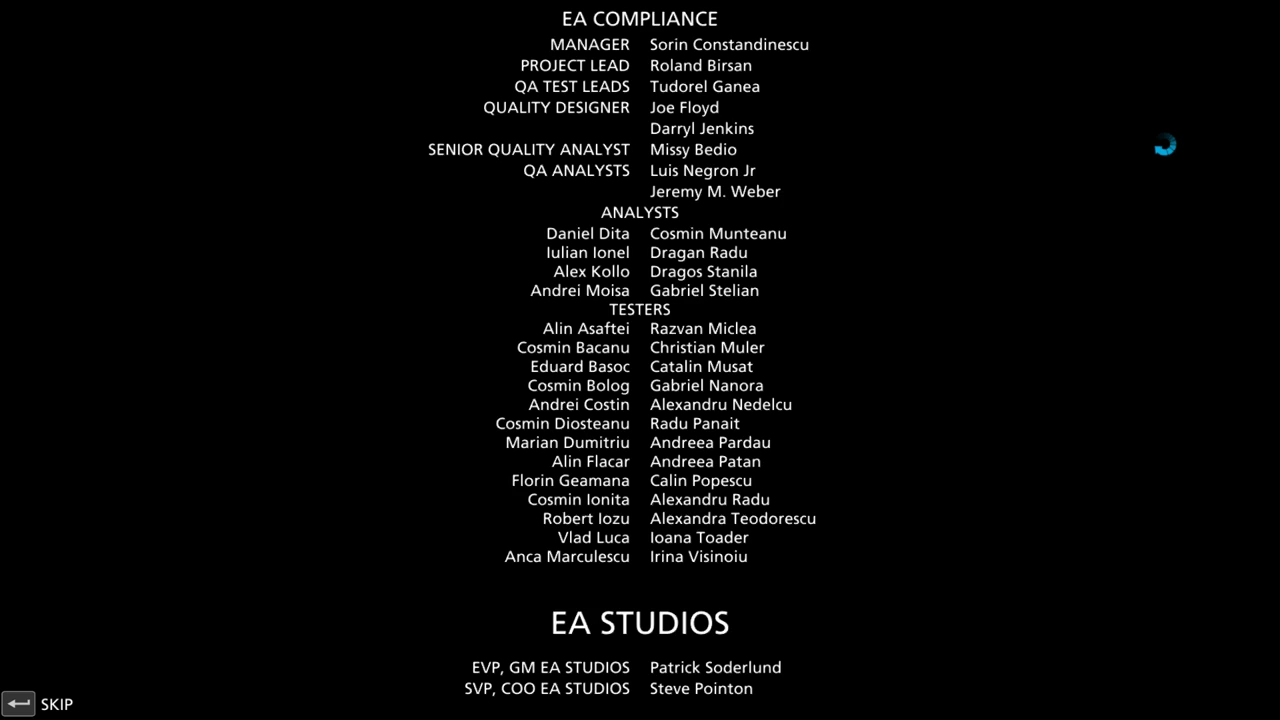 EA COMPLIANCE
MANAGER Sorin Constandinescu
PROJECT LEAD Roland Birsan
QA TEST LEADS Tudorel Ganea
QUALITY DESIGNER Joe Floyd
Darryl Jenkins
SENIOR QUALITY ANALYST Missy Bedio
QA ANALYSTS Luis Negron Jr
Jeremy M. Weber
ANALYSTS
Daniel Dita Cosmin Munteanu
Iulian Ionel Dragan Radu
Alex Kollo Dragos Stanila
Andrei Moisa Gabriel Stelian
TESTERS
Alin Asaftei Razvan Miclea
Cosmin Bacanu Christian Muler
Eduard Basoc Catalin Musat
Cosmin Bolog Gabriel Nanora
Andrei Costin Alexandru Nedelcu
Cosmin Diosteanu Radu Panait
Marian Dumitriu Andreea Pardau
Alin Flacar Andreea Patan
Florin Geamana Calin Popescu
Cosmin Ionita Alexandru Radu
Robert Iozu Alexandra Teodorescu
Vlad Luca Ioana Toader
Anca Marculescu Irina Visinoiu
EA STUDIOS
EVP, GM EA STUDIOS Patrick Soderlund
SVP, COO EA STUDIOS Steve Pointon
SKIP